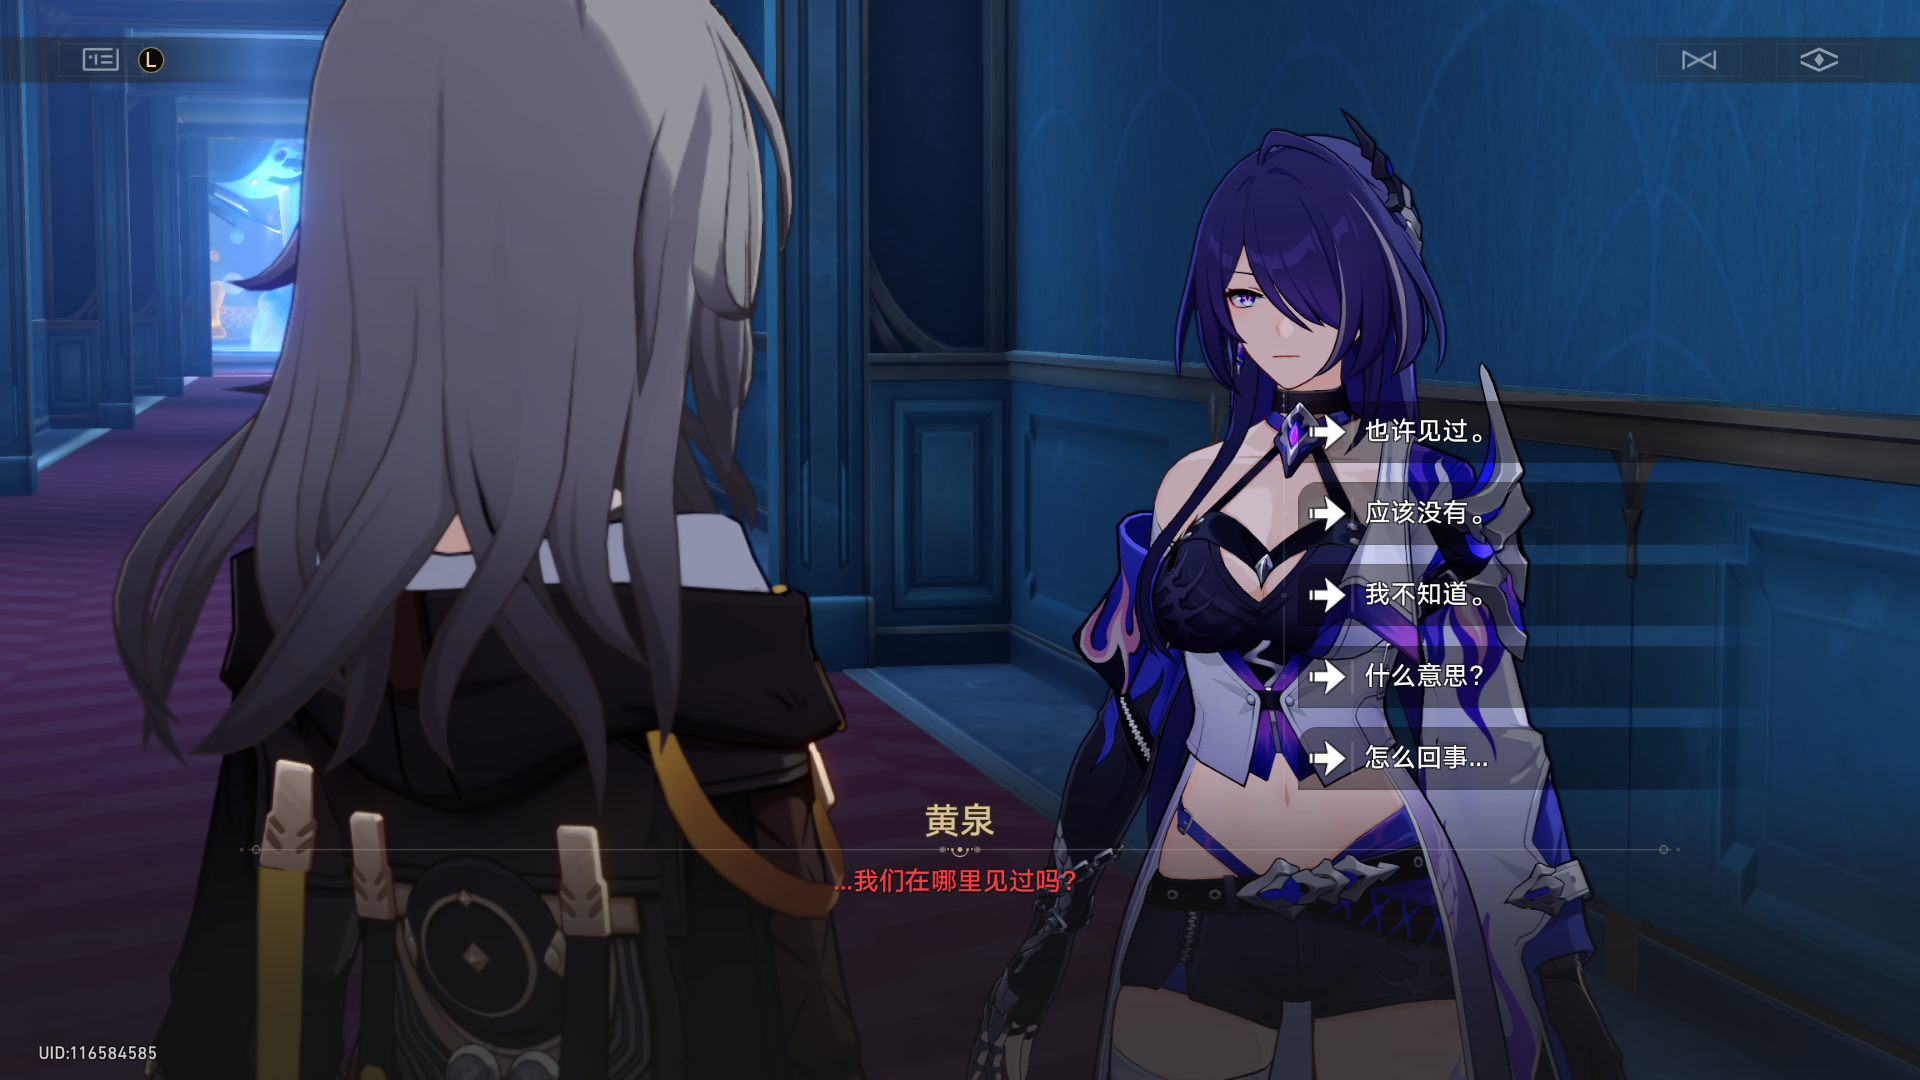 L
也许见过。
应该没有。
我不知道。
什么意思?
怎么回事...
黄泉
...我们在哪里见过吗?
UID:116584585